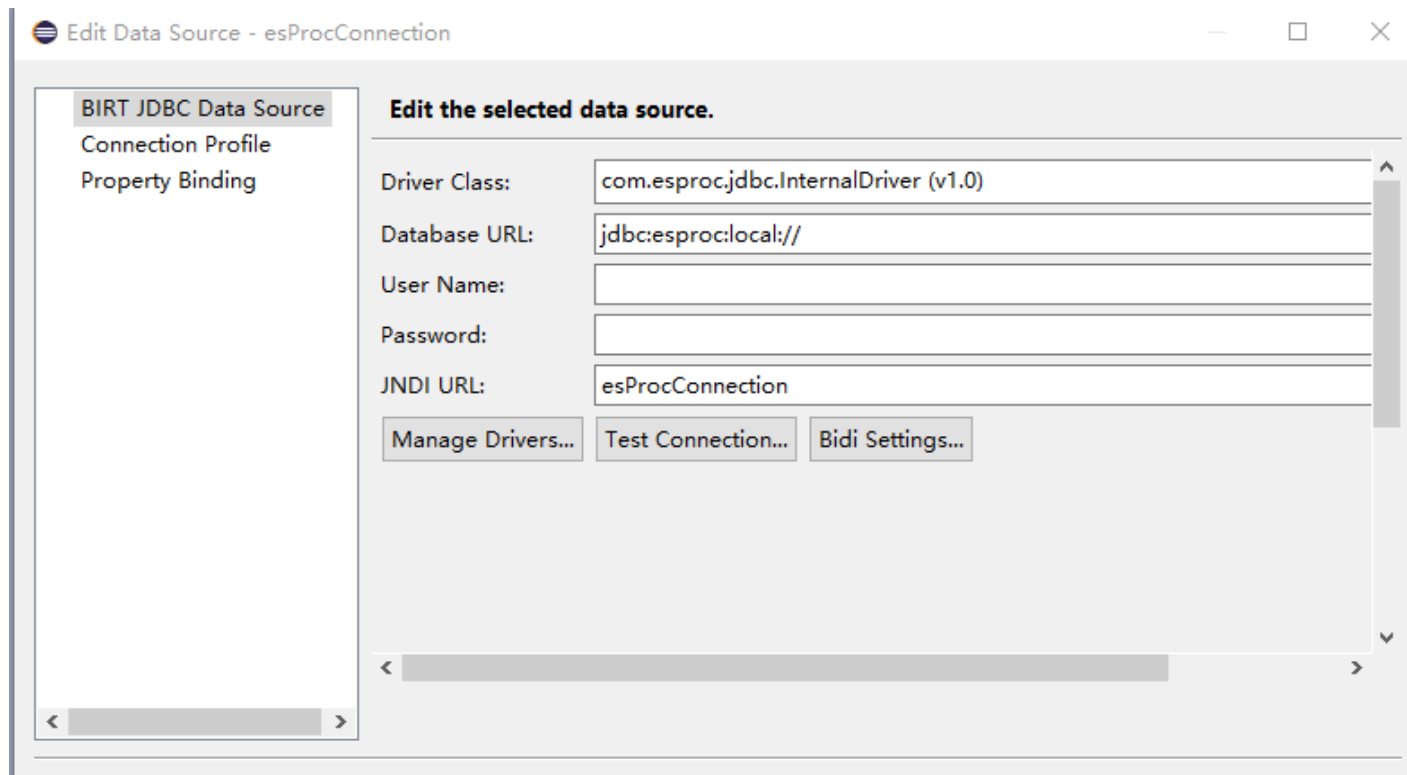 Edit Data Source - esProcConnection
BIRT JDBC Data Source
Connection Profile
Property Binding
Edit the selected data source.
Driver Class: com.esproc.jdbc.InternalDriver (v1.0)
Database URL: jdbc:esproc:local://
User Name:
Password:
JNDI URL: esProcConnection
Manage Drivers... Test Connection... Bidi Settings...